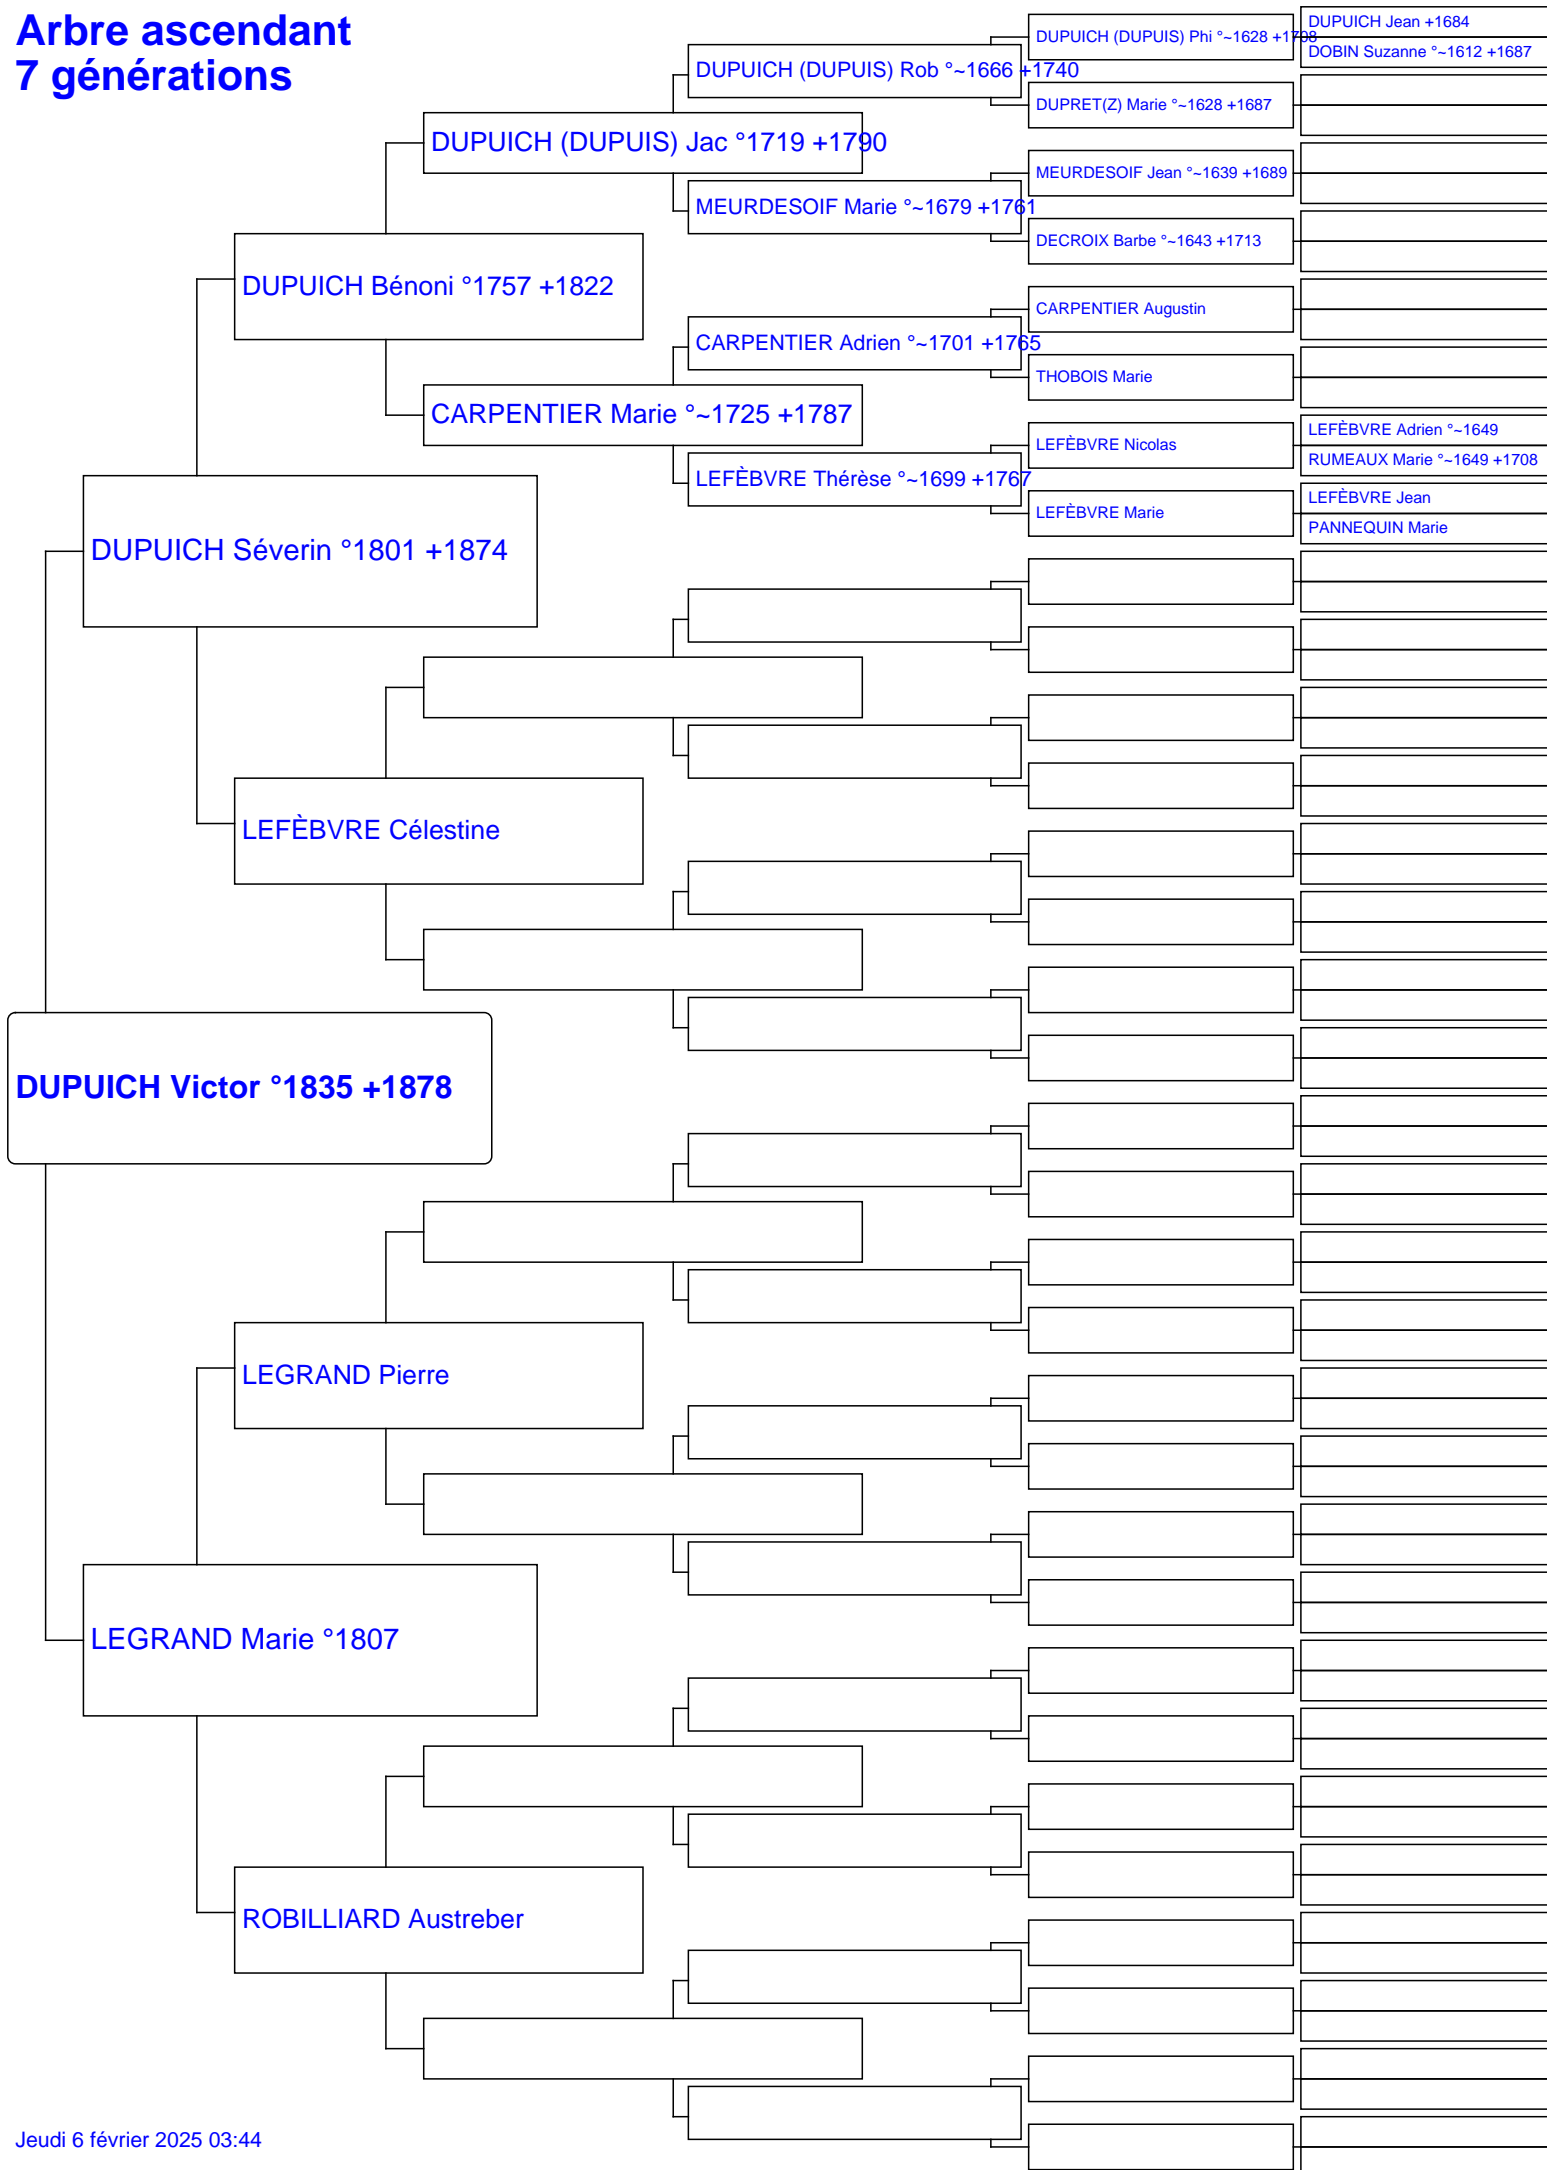 Arbre ascendant
7 générations
DUPUICH Jean +1684
DUPUICH (DUPUIS) Phi °~1628 +1708
DOBIN Suzanne °~1612 +1687
DUPUICH (DUPUIS) Rob °~1666 +1740
DUPRET(Z) Marie °~1628 +1687
DUPUICH (DUPUIS) Jac °1719 +1790
MEURDESOIF Jean °~1639 +1689
MEURDESOIF Marie °~1679 +1761
DECROIX Barbe °~1643 +1713
DUPUICH Bénoni °1757 +1822
CARPENTIER Augustin
CARPENTIER Adrien °~1701 +1765
THOBOIS Marie
CARPENTIER Marie °~1725 +1787
LEFÈBVRE Adrien °~1649
LEFÈBVRE Nicolas
RUMEAUX Marie °~1649 +1708
LEFÈBVRE Thérèse °~1699 +1767
LEFÈBVRE Jean
LEFÈBVRE Marie
PANNEQUIN Marie
DUPUICH Séverin °1801 +1874
LEFÈBVRE Célestine
DUPUICH Victor °1835 +1878
LEGRAND Pierre
LEGRAND Marie °1807
ROBILLIARD Austreber
Jeudi 6 février 2025 03:44